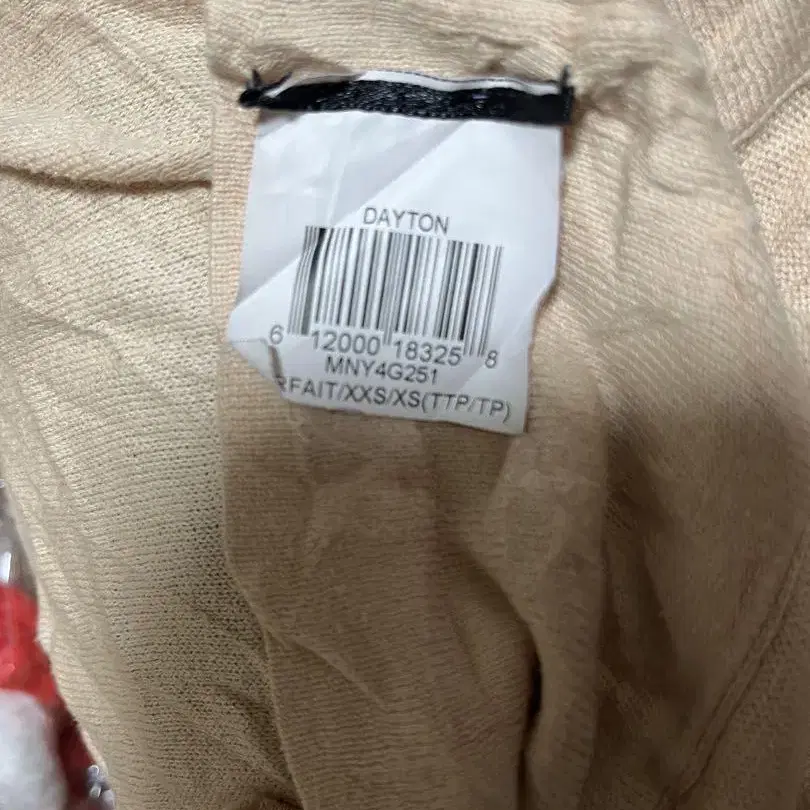 DAYTON
6 12000 18325 8
MNY4G251
RFAIT/XXS/XS(TTP/TP)